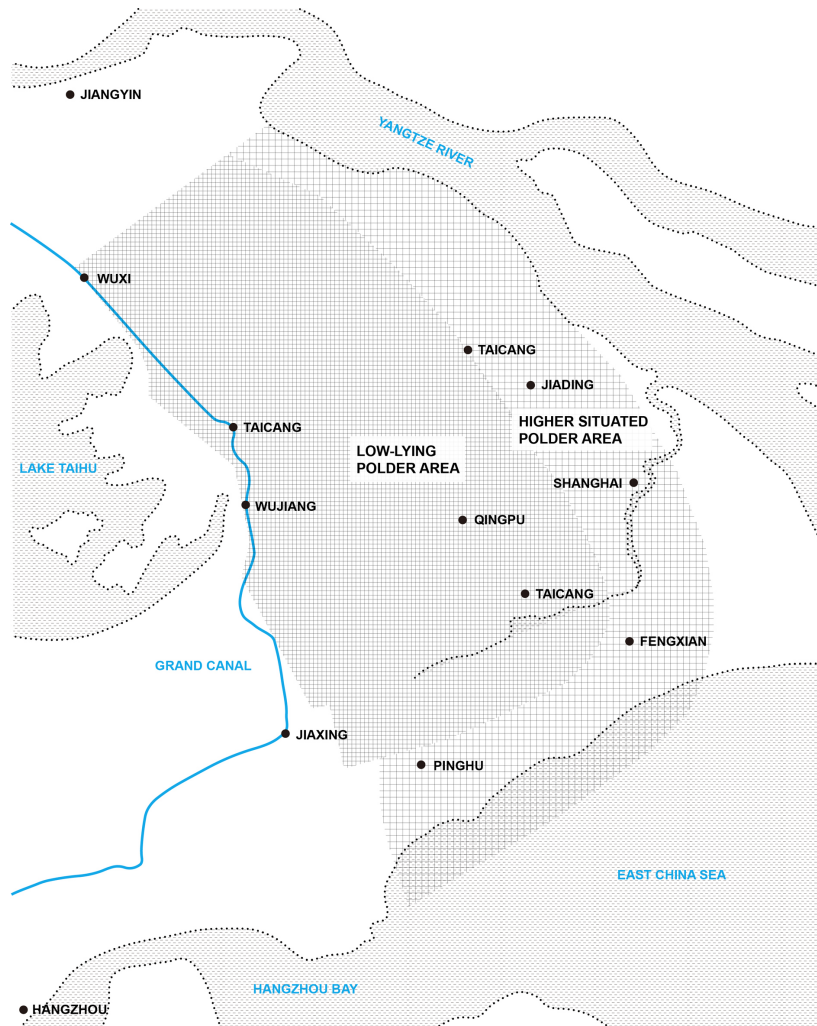 JIANGYIN
YANGTZE RIVER
WUXI
TAICANG
JIADING
HIGHER SITUATED
POLDER AREA
TAICANG
LOW-LYING
POLDER AREA
LAKE TAIHU
SHANGHAI
WUJIANG
QINGPU
TAICANG
FENGXIAN
GRAND CANAL
JIAXING
PINGHU
EAST CHINA SEA
HANGZHOU BAY
HANGZHOU